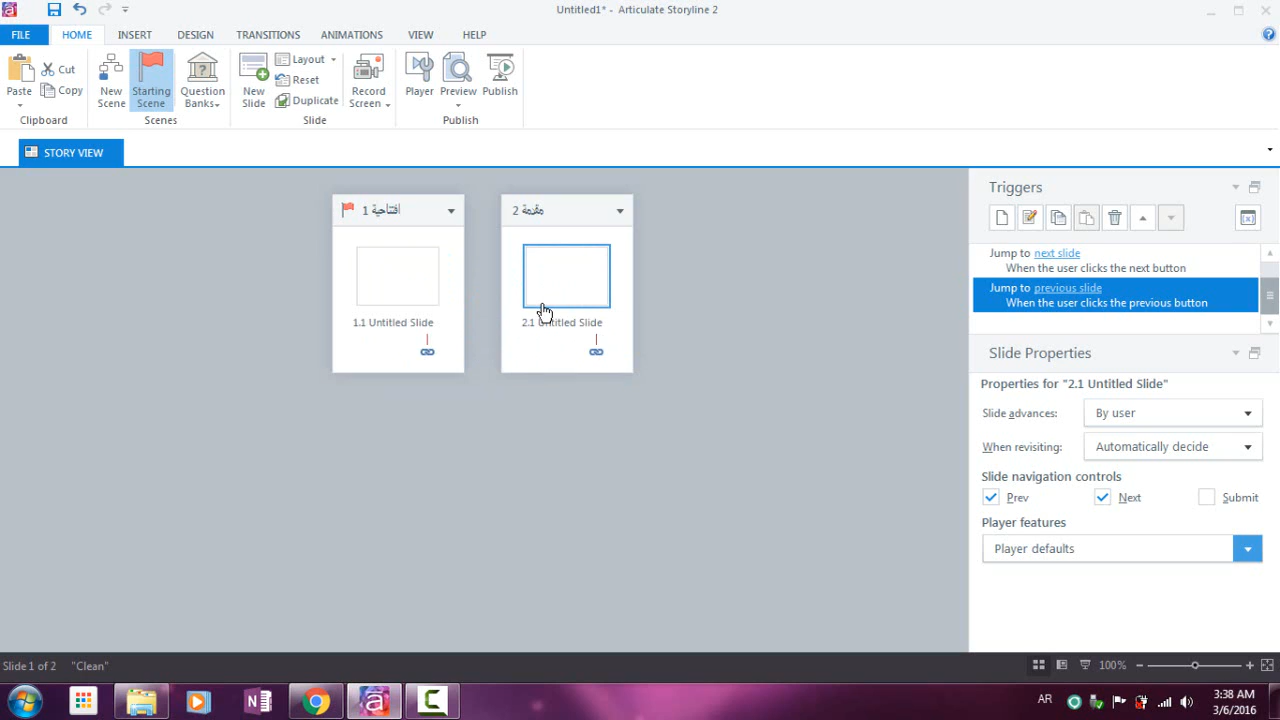 Untitled1* - Articulate Storyline 2
FILE HOME INSERT DESIGN TRANSITIONS ANIMATIONS VIEW HELP
Paste
Cut
Copy
Clipboard
New Scene
Starting Scene
Question Banks
Scenes
New Slide
Layout
Reset
Duplicate
Slide
Record Screen
Player
Preview
Publish
Publish
STORY VIEW
1 افتتاحية
1.1 Untitled Slide
2 مقدمة
2.1 Untitled Slide
Triggers
Jump to next slide
When the user clicks the next button
Jump to previous slide
When the user clicks the previous button
Slide Properties
Properties for "2.1 Untitled Slide"
Slide advances: By user
When revisiting: Automatically decide
Slide navigation controls
Prev Next Submit
Player features
Player defaults
Slide 1 of 2 "Clean"
100%
AR
3:38 AM
3/6/2016